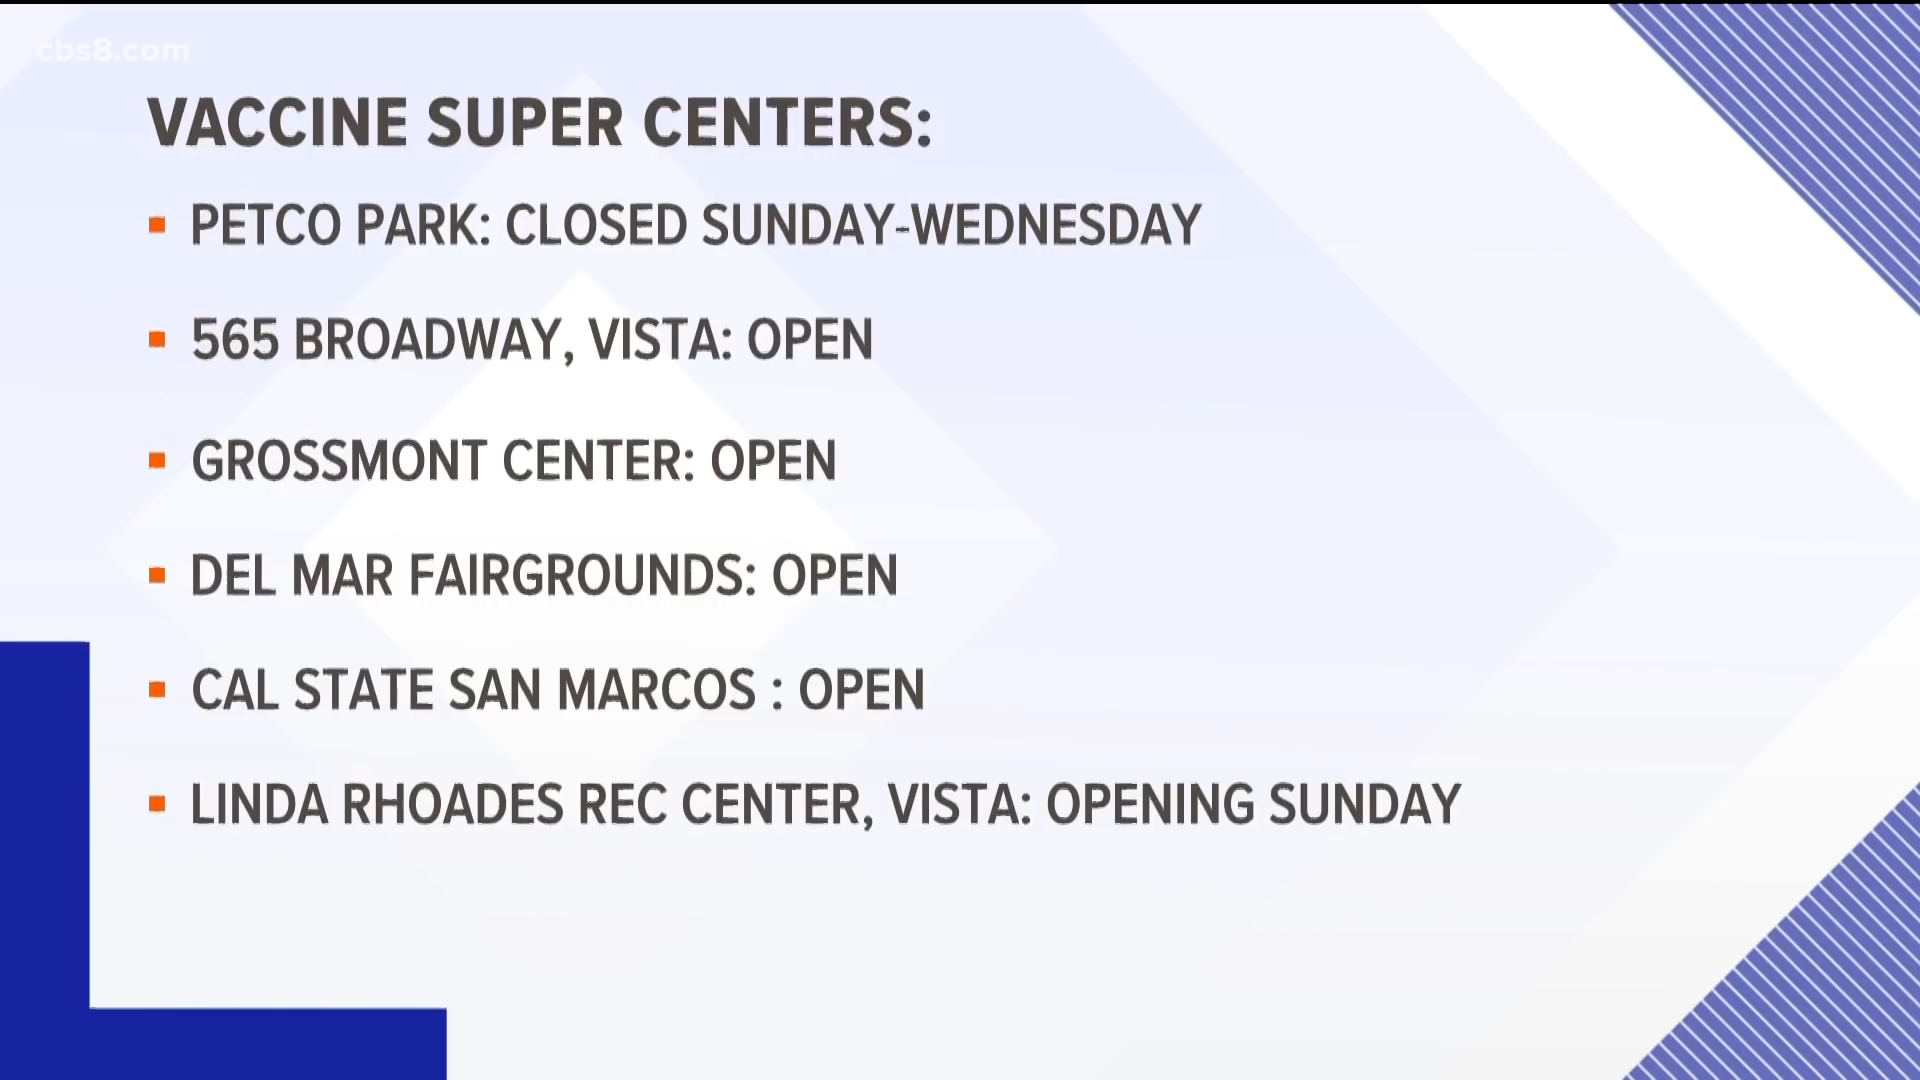 cbs8.com
VACCINE SUPER CENTERS:
PETCO PARK: CLOSED SUNDAY-WEDNESDAY
565 BROADWAY, VISTA: OPEN
GROSSMONT CENTER: OPEN
DEL MAR FAIRGROUNDS: OPEN
CAL STATE SAN MARCOS : OPEN
LINDA RHOADES REC CENTER, VISTA: OPENING SUNDAY